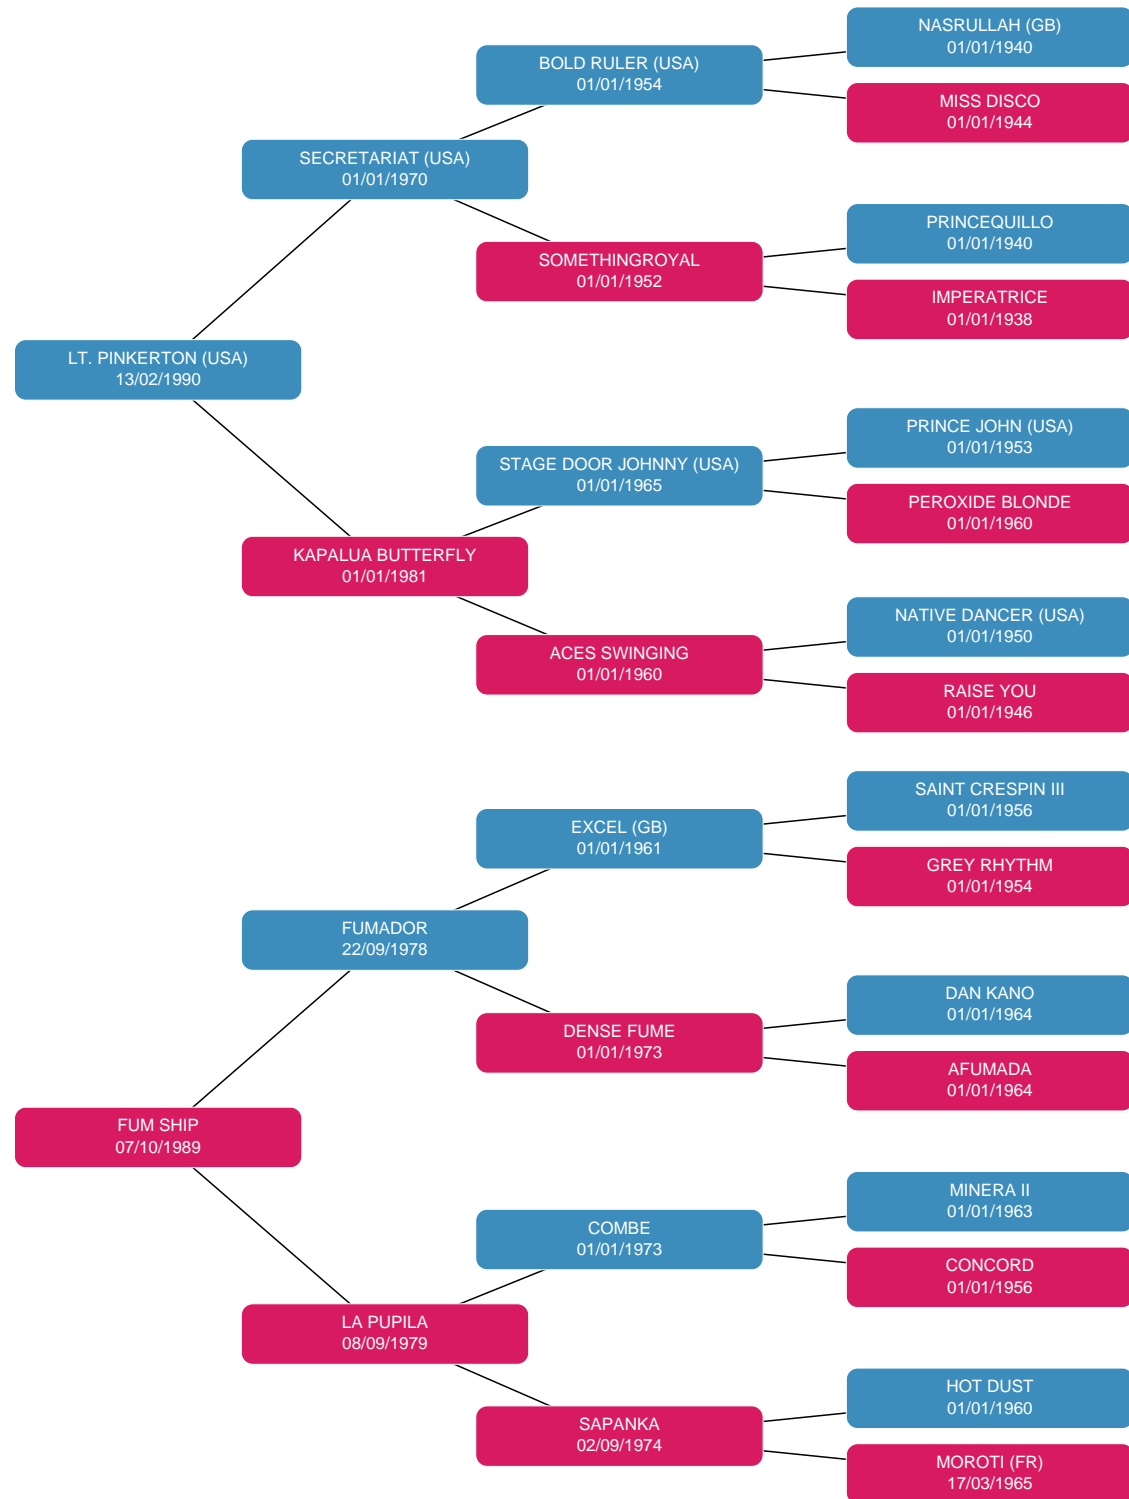 NASRULLAH (GB)
01/01/1940
BOLD RULER (USA)
01/01/1954
MISS DISCO
01/01/1944
SECRETARIAT (USA)
01/01/1970
PRINCEQUILLO
01/01/1940
SOMETHINGROYAL
01/01/1952
IMPERATRICE
01/01/1938
LT. PINKERTON (USA)
13/02/1990
PRINCE JOHN (USA)
01/01/1953
STAGE DOOR JOHNNY (USA)
01/01/1965
PEROXIDE BLONDE
01/01/1960
KAPALUA BUTTERFLY
01/01/1981
NATIVE DANCER (USA)
01/01/1950
ACES SWINGING
01/01/1960
RAISE YOU
01/01/1946
SAINT CRESPIN III
01/01/1956
EXCEL (GB)
01/01/1961
GREY RHYTHM
01/01/1954
FUMADOR
22/09/1978
DAN KANO
01/01/1964
DENSE FUME
01/01/1973
AFUMADA
01/01/1964
FUM SHIP
07/10/1989
MINERA II
01/01/1963
COMBE
01/01/1973
CONCORD
01/01/1956
LA PUPILA
08/09/1979
HOT DUST
01/01/1960
SAPANKA
02/09/1974
MOROTI (FR)
17/03/1965